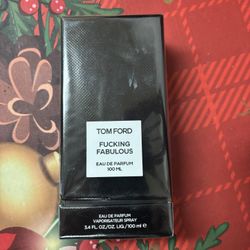 TOM FORD
FUCKING
FABULOUS
EAU DE PARFUM
100 ML
EAU DE PARFUM
VAPORISATEUR SPRAY
3.4 FL.OZ./OZ. LIQ./100 ml ℮